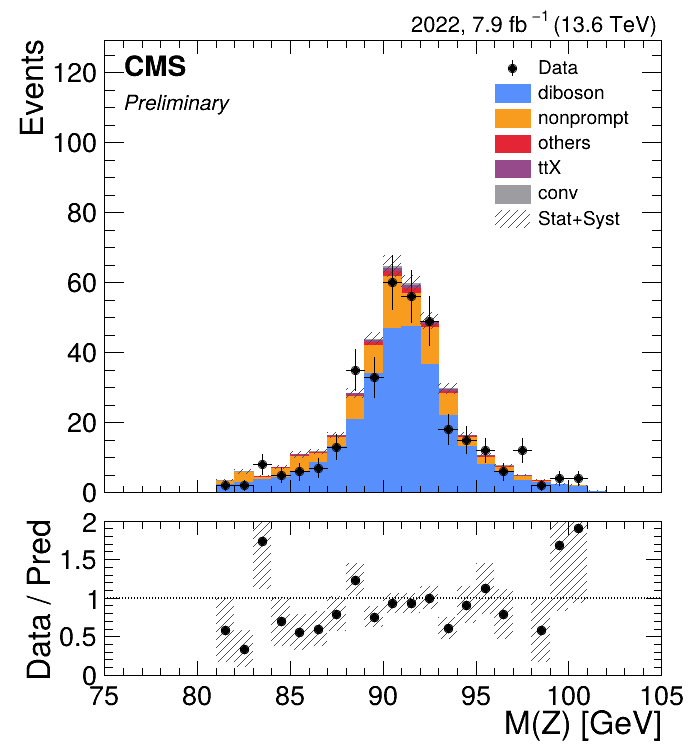 2022, 7.9 fb⁻¹ (13.6 TeV)
Events
120
100
80
60
40
20
0
CMS
Preliminary
Data
diboson
nonprompt
others
ttX
conv
Stat+Syst
Data / Pred
2
1.5
1
0.5
0
75 80 85 90 95 100 105
M(Z) [GeV]